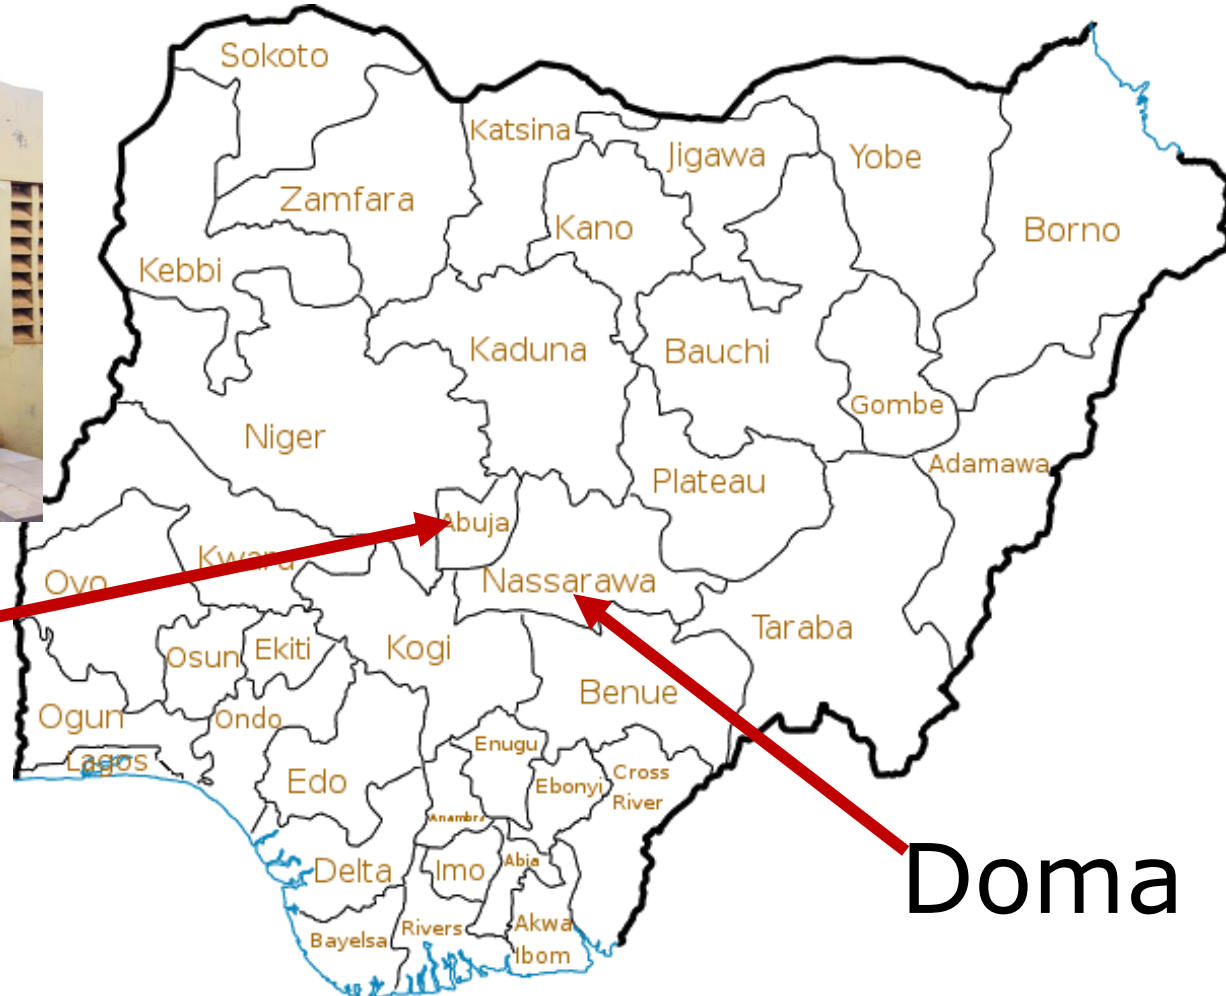 Sokoto
Katsina
Jigawa
Yobe
Zamfara
Kano
Borno
Kebbi
Kaduna
Bauchi
Gombe
Niger
Adamawa
Plateau
Abuja
Kwara
Oyo
Nassarawa
Taraba
Osun
Ekiti
Kogi
Benue
Ogun
Ondo
Enugu
Lagos
Edo
Ebonyi
Cross
River
Anambra
Delta
Imo
Abia
Doma
Rivers
Akwa
Ibom
Bayelsa